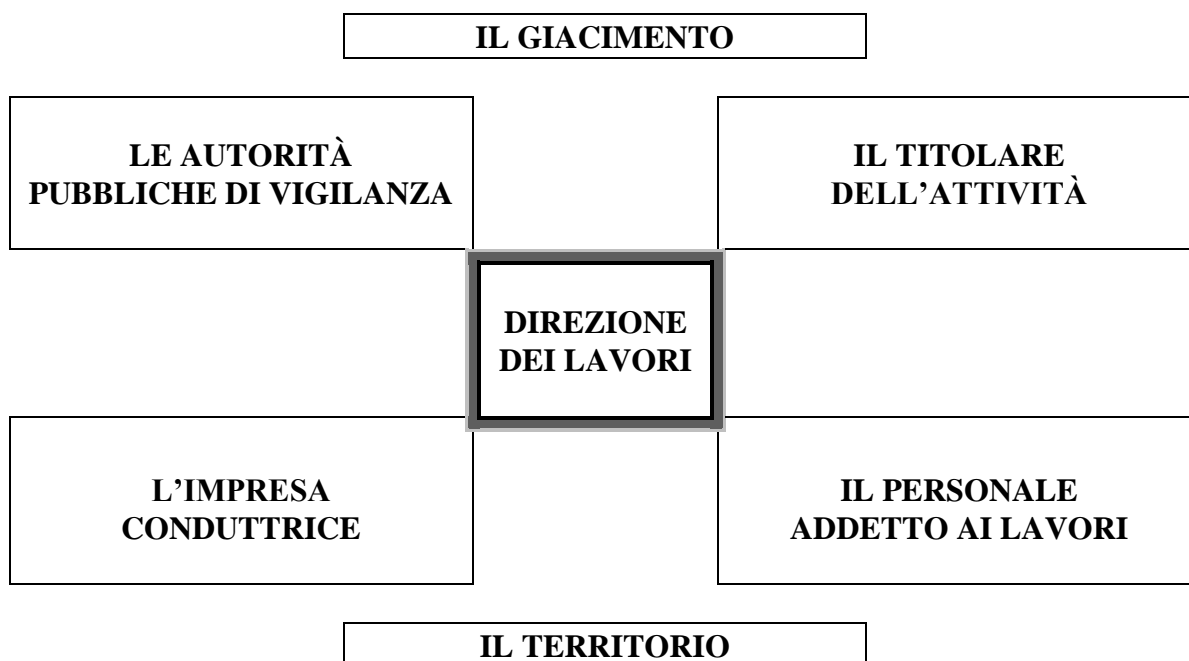 IL GIACIMENTO
LE AUTORITÀ
PUBBLICHE DI VIGILANZA
IL TITOLARE
DELL’ATTIVITÀ
DIREZIONE
DEI LAVORI
L’IMPRESA
CONDUTTRICE
IL PERSONALE
ADDETTO AI LAVORI
IL TERRITORIO